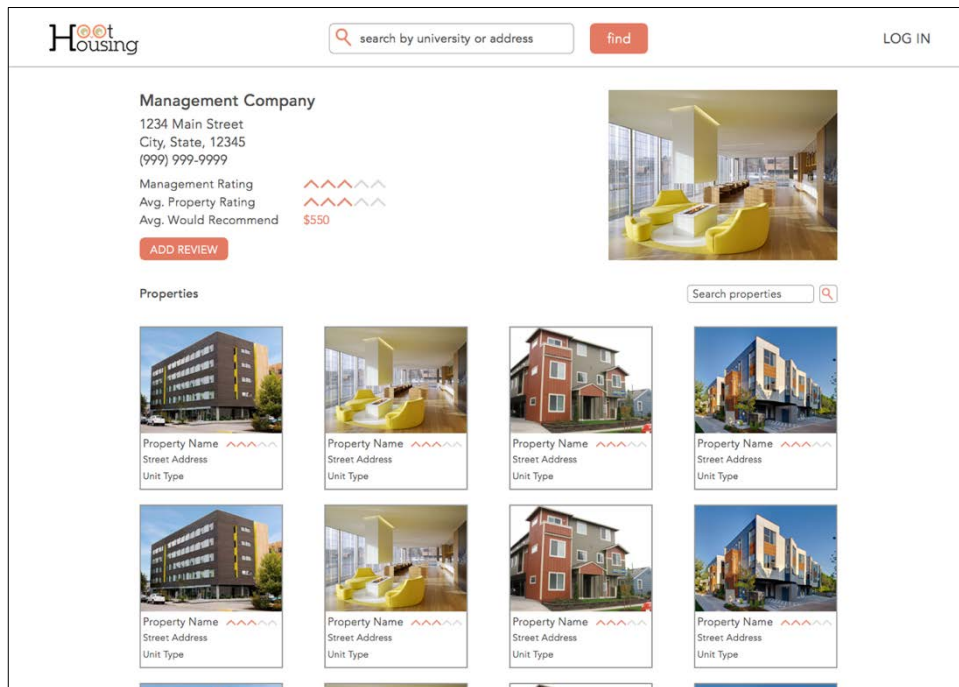 Hoot
Housing
search by university or address
find
LOG IN
Management Company
1234 Main Street
City, State, 12345
(999) 999-9999
Management Rating
Avg. Property Rating
Avg. Would Recommend $550
ADD REVIEW
Properties
Search properties
Property Name Property Name Property Name Property Name
Street Address Street Address Street Address Street Address
Unit Type Unit Type Unit Type Unit Type
Property Name Property Name Property Name Property Name
Street Address Street Address Street Address Street Address
Unit Type Unit Type Unit Type Unit Type